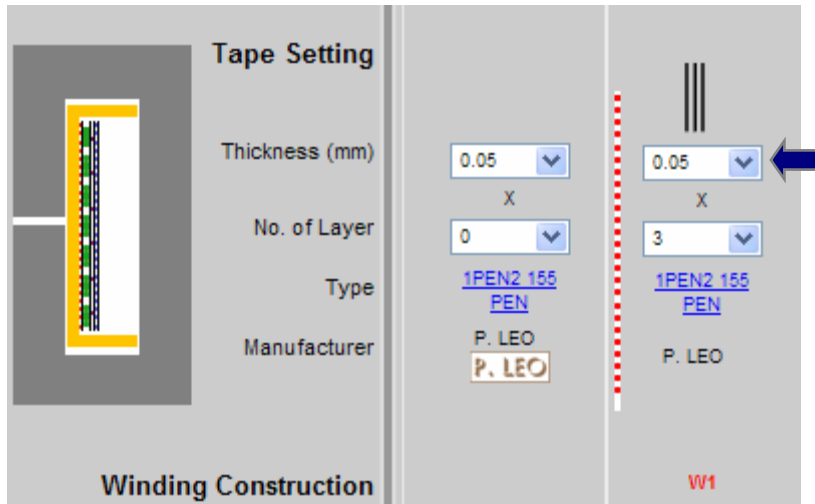 Tape Setting
Thickness (mm)
0.05
0.05
X
X
No. of Layer
0
3
Type
1PEN2 155
PEN
1PEN2 155
PEN
Manufacturer
P. LEO
P. LEO
P. LEO
Winding Construction
W1